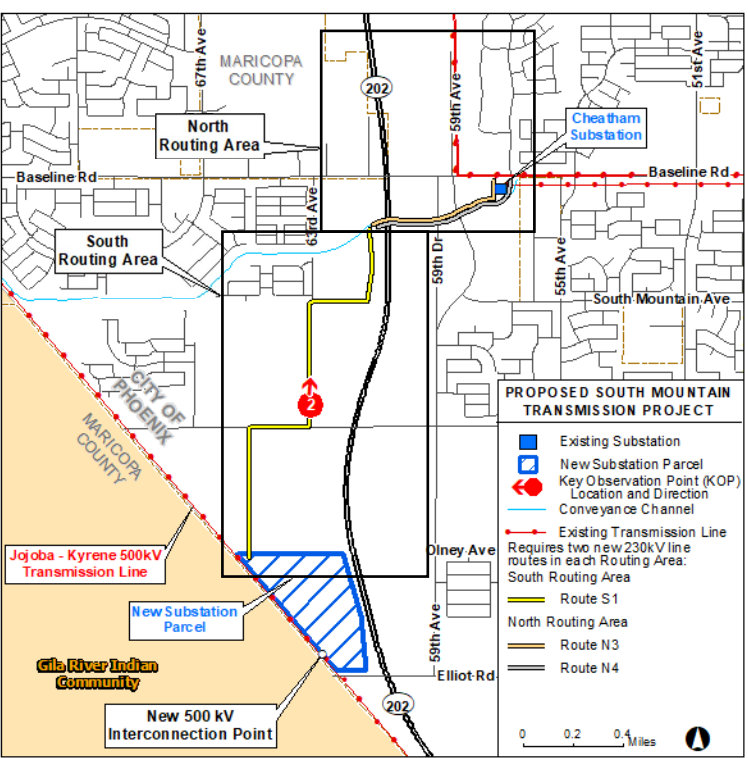 67th Ave
MARICOPA
COUNTY
202
59th Ave
51st Ave
North
Routing Area
Cheatham
Substation
Baseline Rd
Baseline Rd
63rd Ave
South
Routing Area
59th Dr
55th Ave
South Mountain Ave
CITY OF
PHOENIX
MARICOPA
COUNTY
2
PROPOSED SOUTH MOUNTAIN
TRANSMISSION PROJECT
Existing Substation
New Substation Parcel
Key Observation Point (KOP)
Location and Direction
Conveyance Channel
Existing Transmission Line
Requires two new 230kV line
routes in each Routing Area:
South Routing Area
Route S1
North Routing Area
Route N3
Route N4
0 0.2 0.4
Miles
Jojoba - Kyrene 500kV
Transmission Line
Olney Ave
New Substation
Parcel
59th Ave
Gila River Indian
Community
Elliot Rd
202
New 500 kV
Interconnection Point